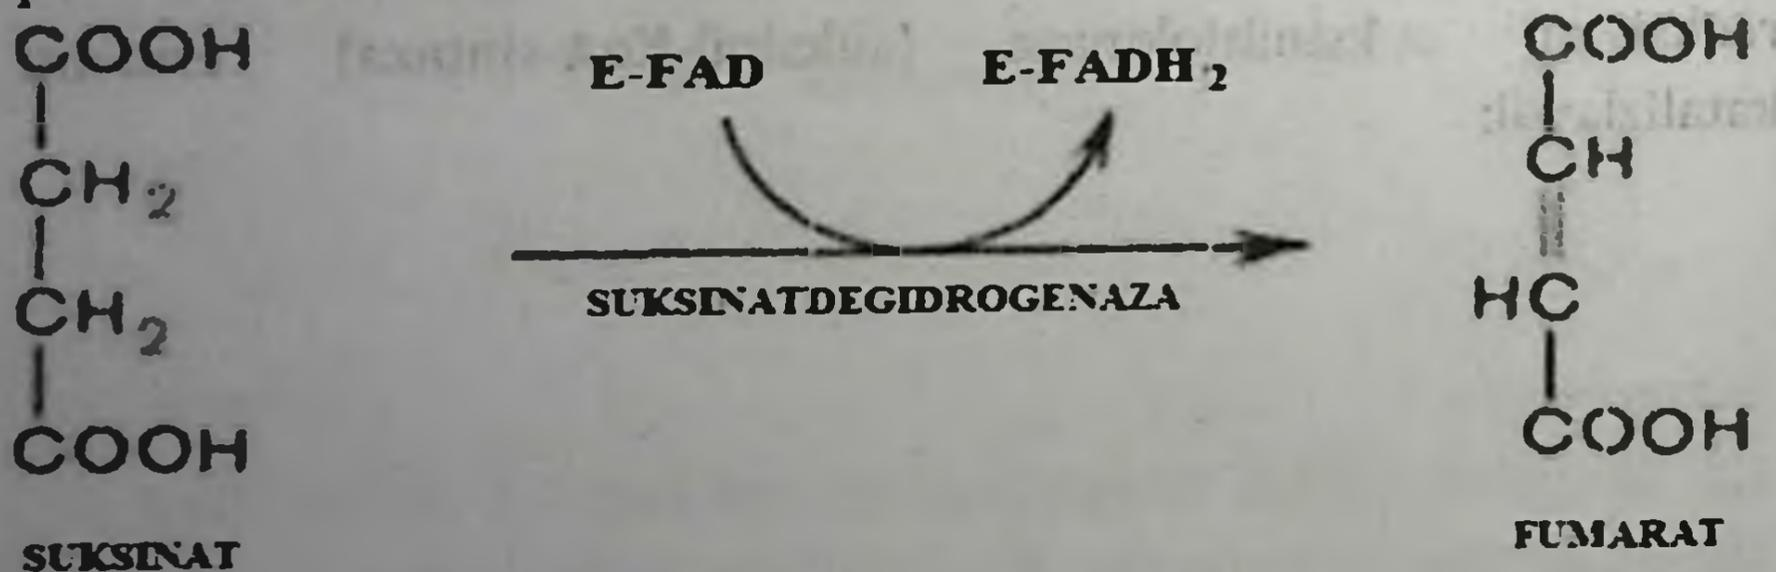 COOH
CH2
CH2
COOH
SUKSINAT
E-FAD
E-FADH2
SUKSINATDEGIDROGENAZA
COOH
CH
HC
COOH
FUMARAT